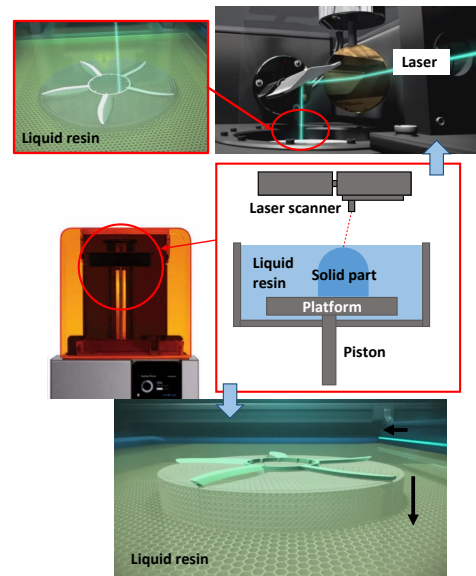 Liquid resin
Laser
Laser scanner
Liquid
resin
Solid part
Platform
Piston
Liquid resin